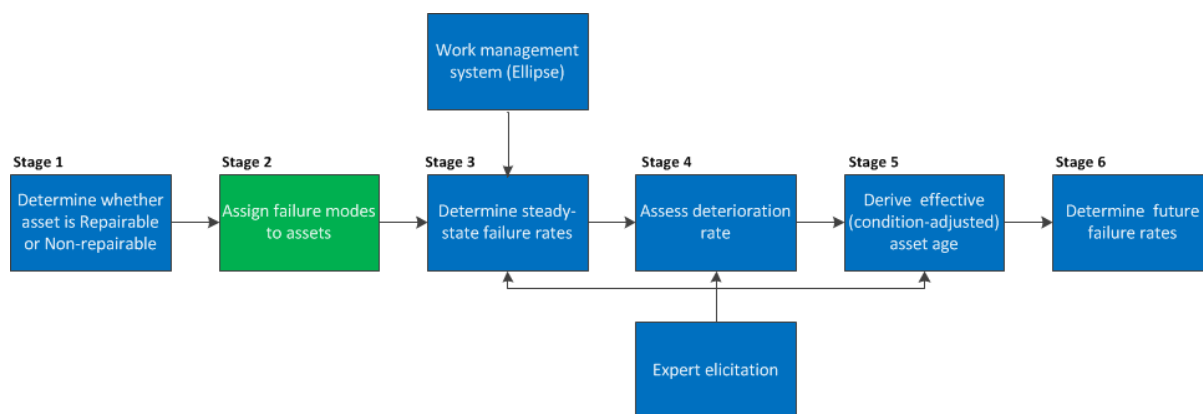 Work management
system (Ellipse)
Stage 1
Stage 2
Stage 3
Stage 4
Stage 5
Stage 6
Determine whether
asset is Repairable
or Non-repairable
Assign failure modes
to assets
Determine steady-
state failure rates
Assess deterioration
rate
Derive effective
(condition-adjusted)
asset age
Determine future
failure rates
Expert elicitation